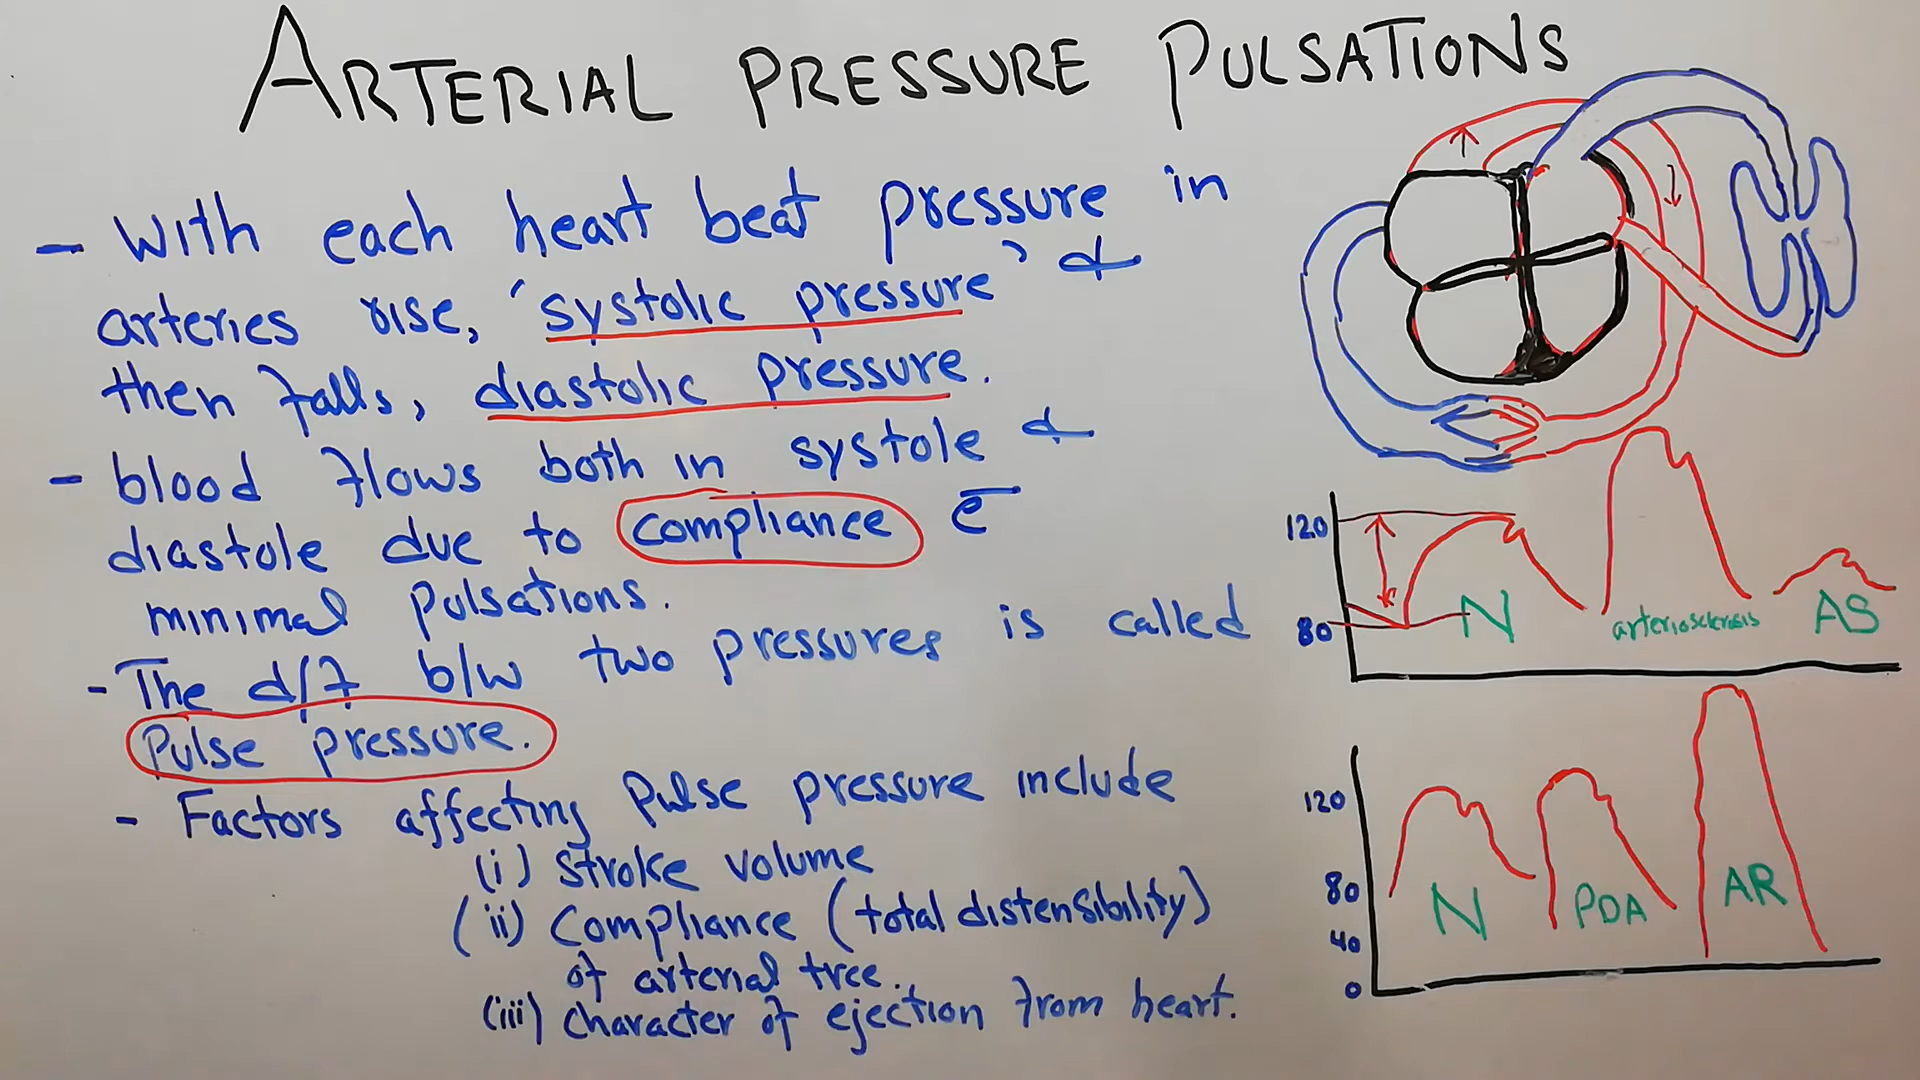 ARTERIAL PRESSURE PULSATIONS
- With each heart beat pressure in
arteries rise, 'systolic pressure' &
then falls, diastolic pressure.
- blood flows both in systole &
diastole due to compliance c̄
minimal pulsations.
- The d/f b/w two pressures is called
Pulse pressure.
- Factors affecting pulse pressure include
(i) stroke volume
(ii) compliance (total distensibility)
of arterial tree.
(iii) character of ejection from heart.
120
80
N
arteriosclerosis
AS
120
80
40
0
N
PDA
AR